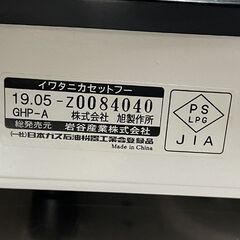 イワタニカセットフー
19.05-Z0084040
GHP-A 株式会社 旭製作所
総発売元 岩谷産業株式会社
(一社)日本ガス石油機器工業会登録品
Made in China
PS
LPG
JIA